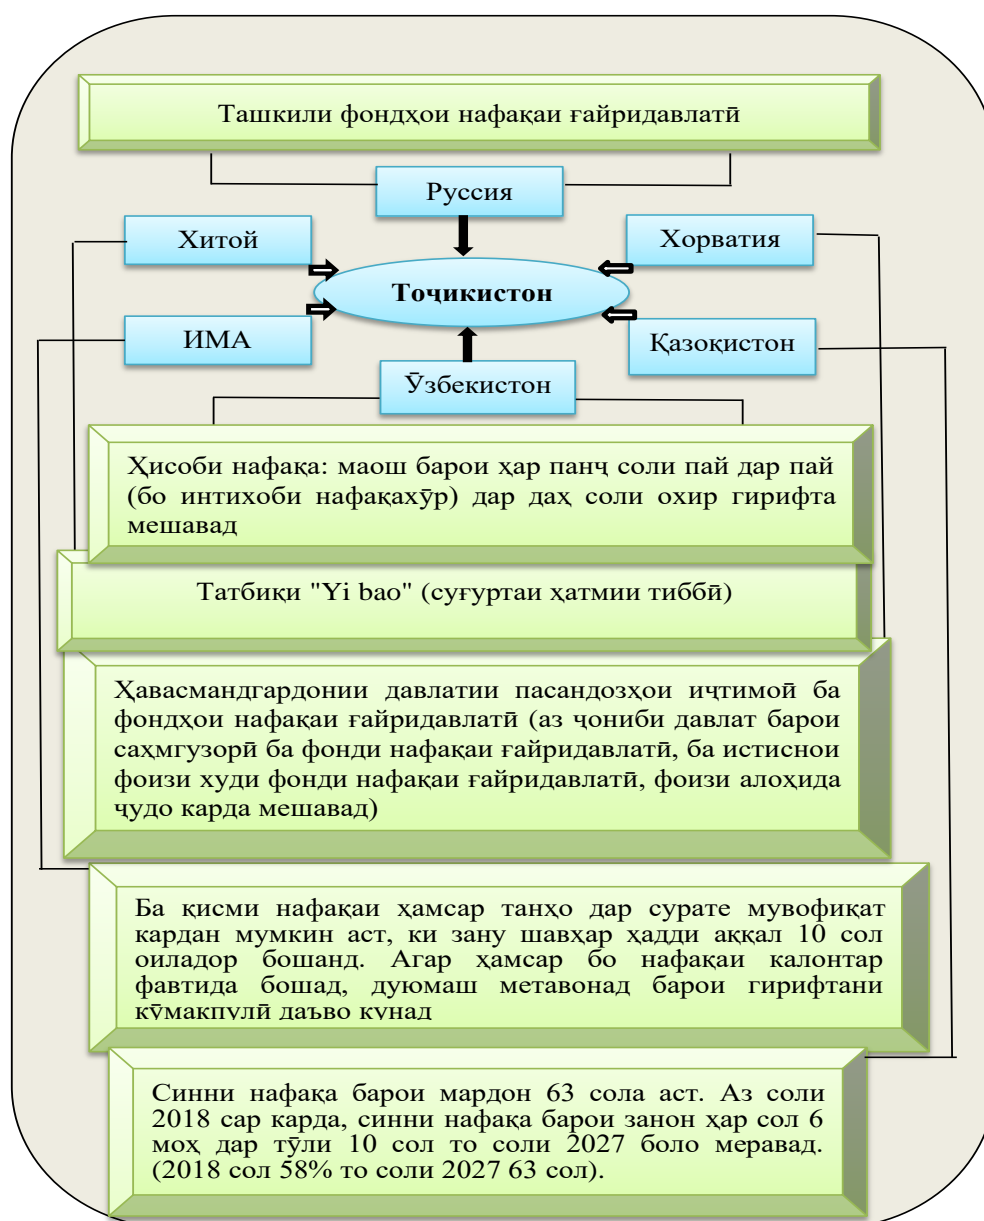 Ташкили фондҳои нафақаи ғайридавлатӣ
Руссия
Хитой
Хорватия
Тоҷикистон
ИМА
Қазоқистон
Ӯзбекистон
Ҳисоби нафақа: маош барои ҳар панҷ соли пай дар пай
(бо интихоби нафақахӯр) дар даҳ соли охир гирифта
мешавад
Татбиқи "Yi bao" (суғуртаи ҳатмии тиббӣ)
Ҳавасмандгардонии давлатии пасандозҳои иҷтимоӣ ба
фондҳои нафақаи ғайридавлатӣ (аз ҷониби давлат барои
саҳмгузорӣ ба фонди нафақаи ғайридавлатӣ, ба истиснои
фоизи худи фонди нафақаи ғайридавлатӣ, фоизи алоҳида
ҷудо карда мешавад)
Ба қисми нафақаи ҳамсар танҳо дар сурате мувофиқат
кардан мумкин аст, ки зану шавҳар ҳадди аққал 10 сол
оиладор бошанд. Агар ҳамсар бо нафақаи калонтар
фавтида бошад, дуюмаш метавонад барои гирифтани
кӯмакпулӣ даъво кунад
Синни нафақа барои мардон 63 сола аст. Аз соли
2018 сар карда, синни нафақа барои занон ҳар сол 6
моҳ дар тӯли 10 сол то соли 2027 боло меравад.
(2018 сол 58% то соли 2027 63 сол).